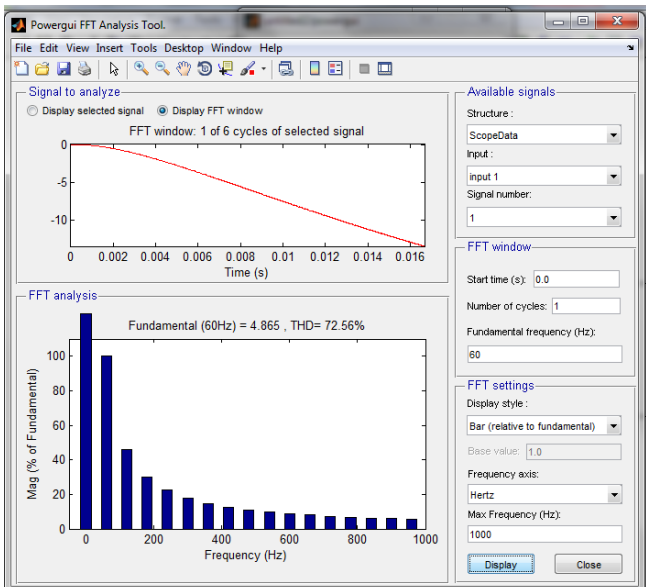 Powergui FFT Analysis Tool.
File Edit View Insert Tools Desktop Window Help
Signal to analyze
Display selected signal Display FFT window
FFT window: 1 of 6 cycles of selected signal
0
-5
-10
0 0.002 0.004 0.006 0.008 0.01 0.012 0.014 0.016
Time (s)
FFT analysis
Fundamental (60Hz) = 4.865 , THD= 72.56%
Mag (% of Fundamental)
100
80
60
40
20
0
0 200 400 600 800 1000
Frequency (Hz)
Available signals
Structure :
ScopeData
Input :
input 1
Signal number:
1
FFT window
Start time (s): 0.0
Number of cycles: 1
Fundamental frequency (Hz):
60
FFT settings
Display style :
Bar (relative to fundamental)
Base value: 1.0
Frequency axis:
Hertz
Max Frequency (Hz):
1000
Display Close